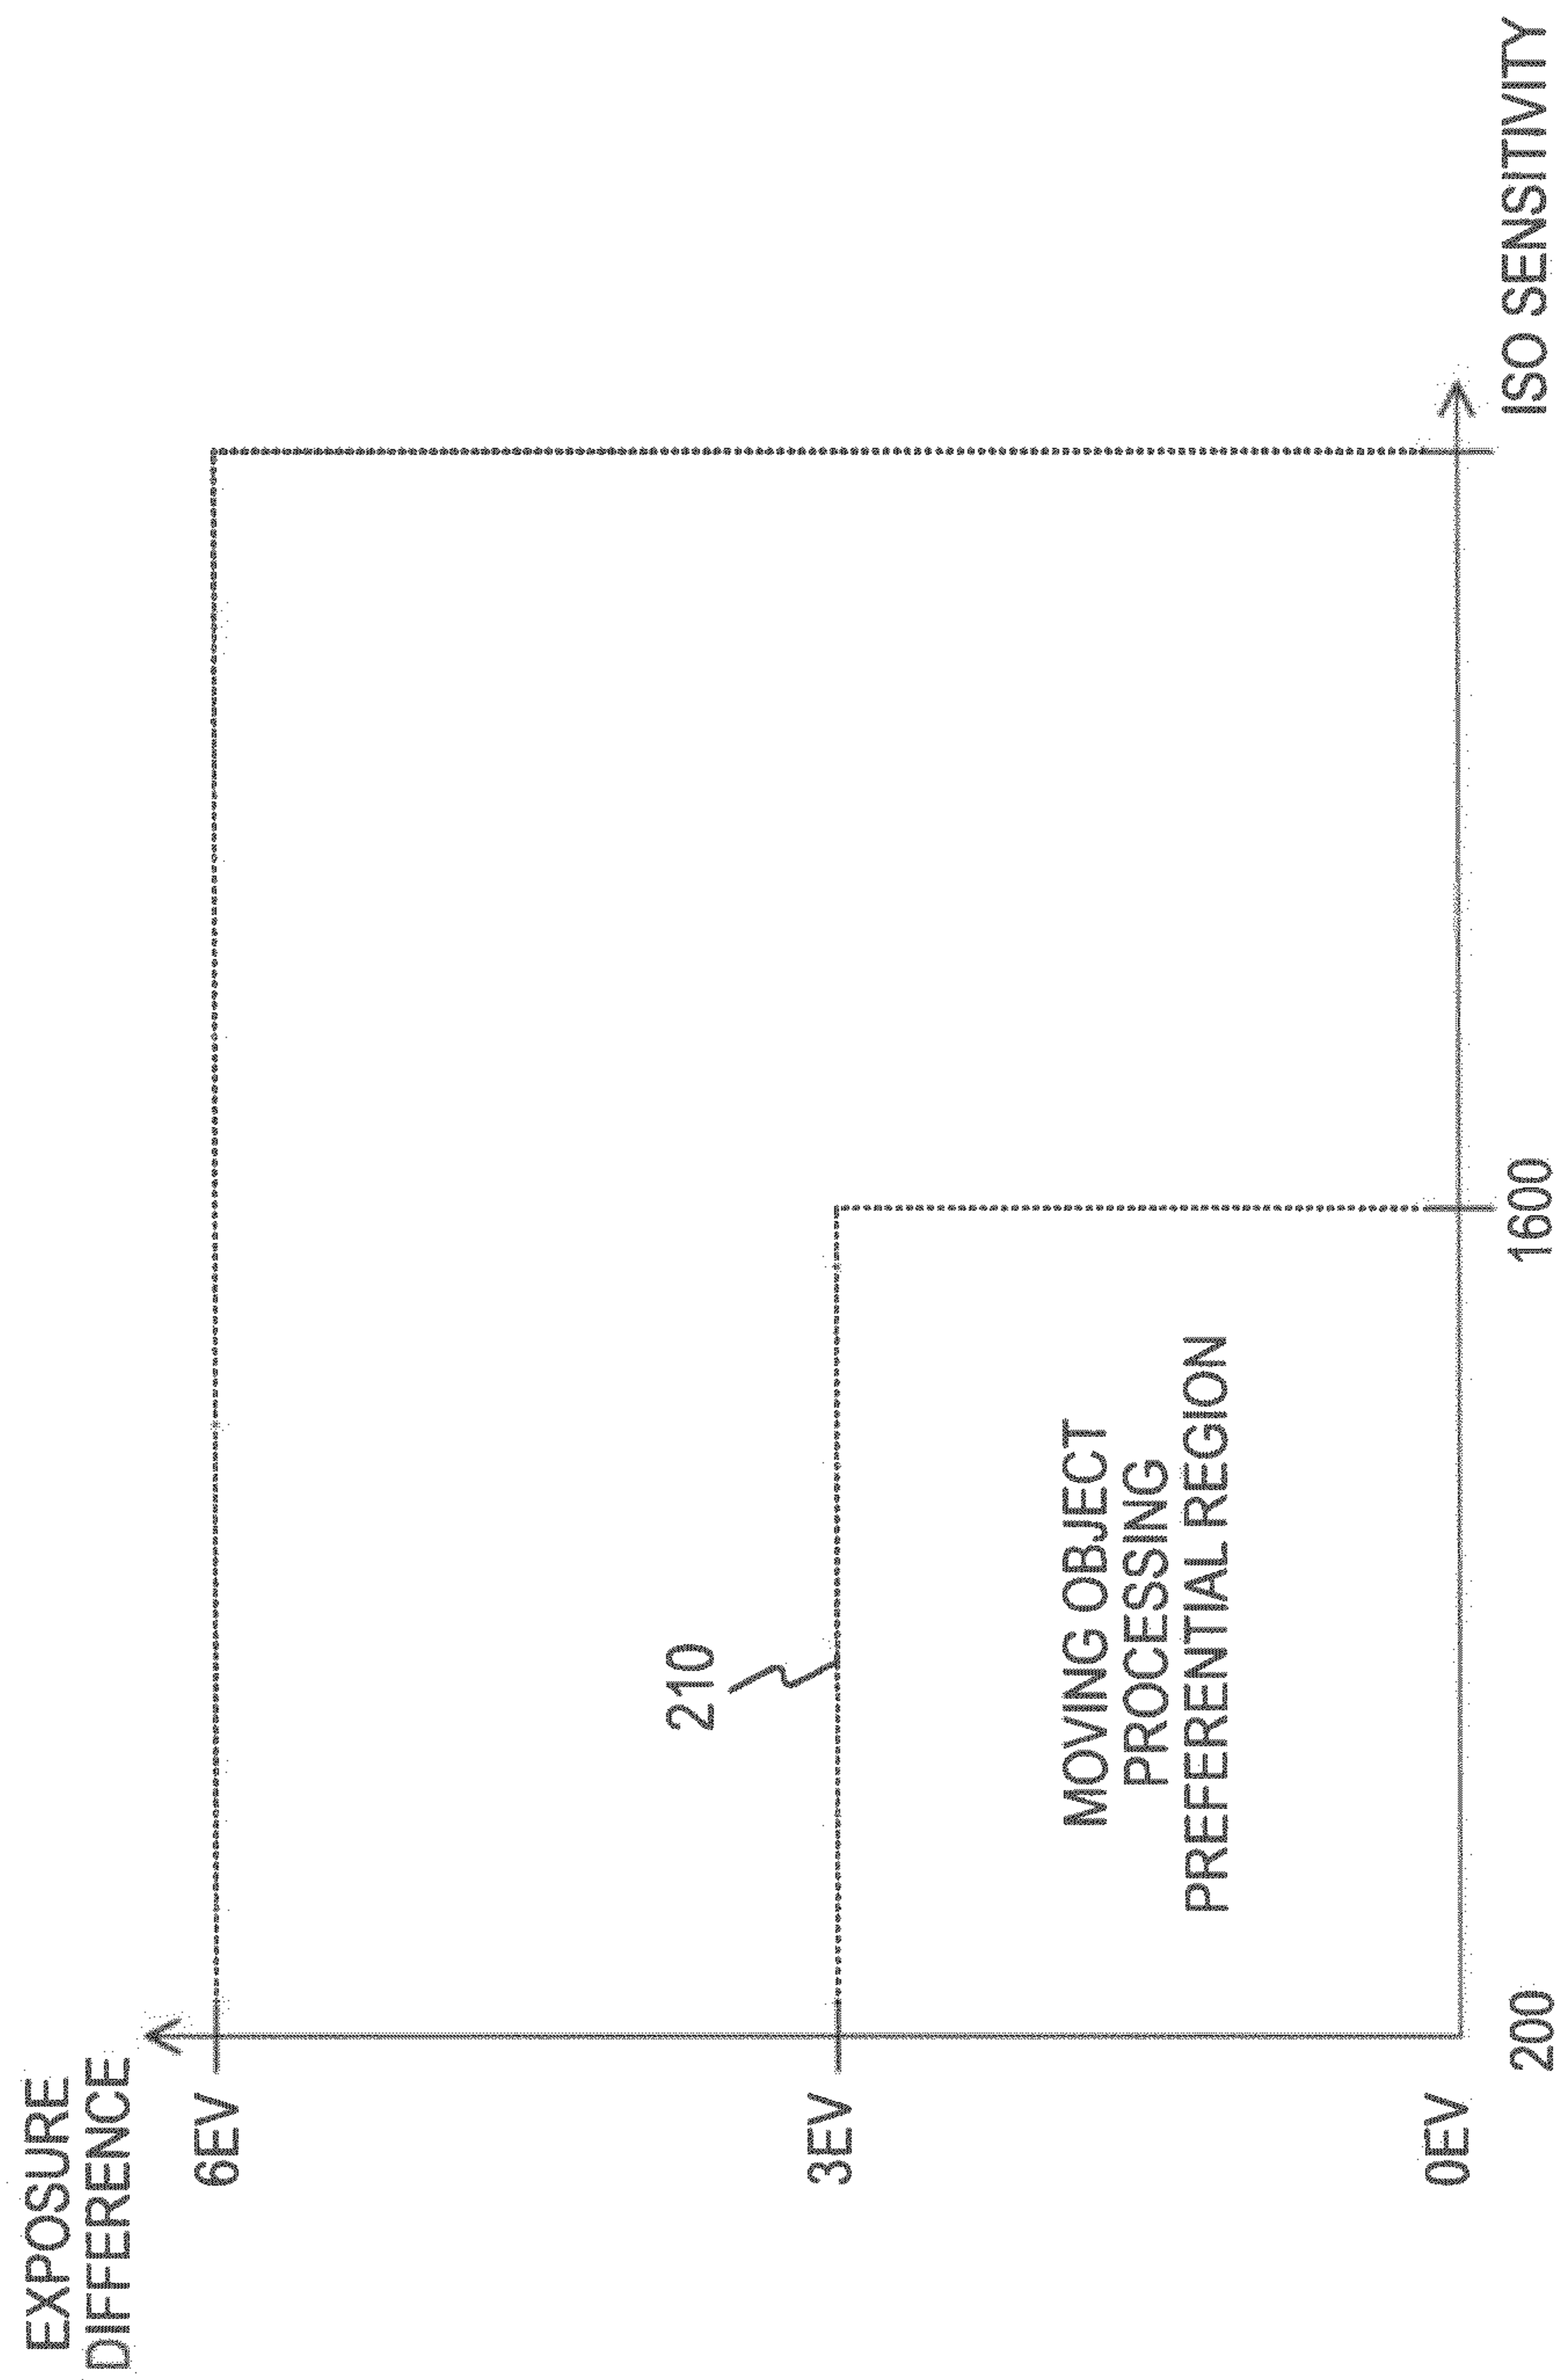 EXPOSURE
DIFFERENCE
6EV
3EV
0EV
210
MOVING OBJECT
PROCESSING
PREFERENTIAL REGION
200
1600
ISO SENSITIVITY